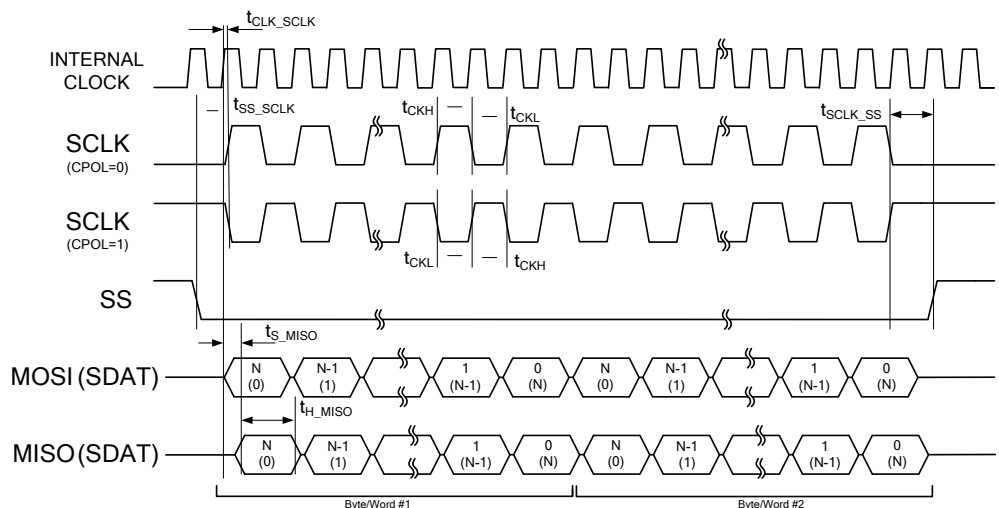 tCLK_SCLK
INTERNAL
CLOCK
tSS_SCLK
tCKH
tCKL
tSCLK_SS
SCLK
(CPOL=0)
SCLK
(CPOL=1)
tCKL
tCKH
SS
tS_MISO
MOSI (SDAT)
N
(0)
N-1
(1)
1
(N-1)
0
(N)
N
(0)
N-1
(1)
1
(N-1)
0
(N)
tH_MISO
MISO (SDAT)
N
(0)
N-1
(1)
1
(N-1)
0
(N)
N
(0)
N-1
(1)
1
(N-1)
0
(N)
Byte/Word #1
Byte/Word #2